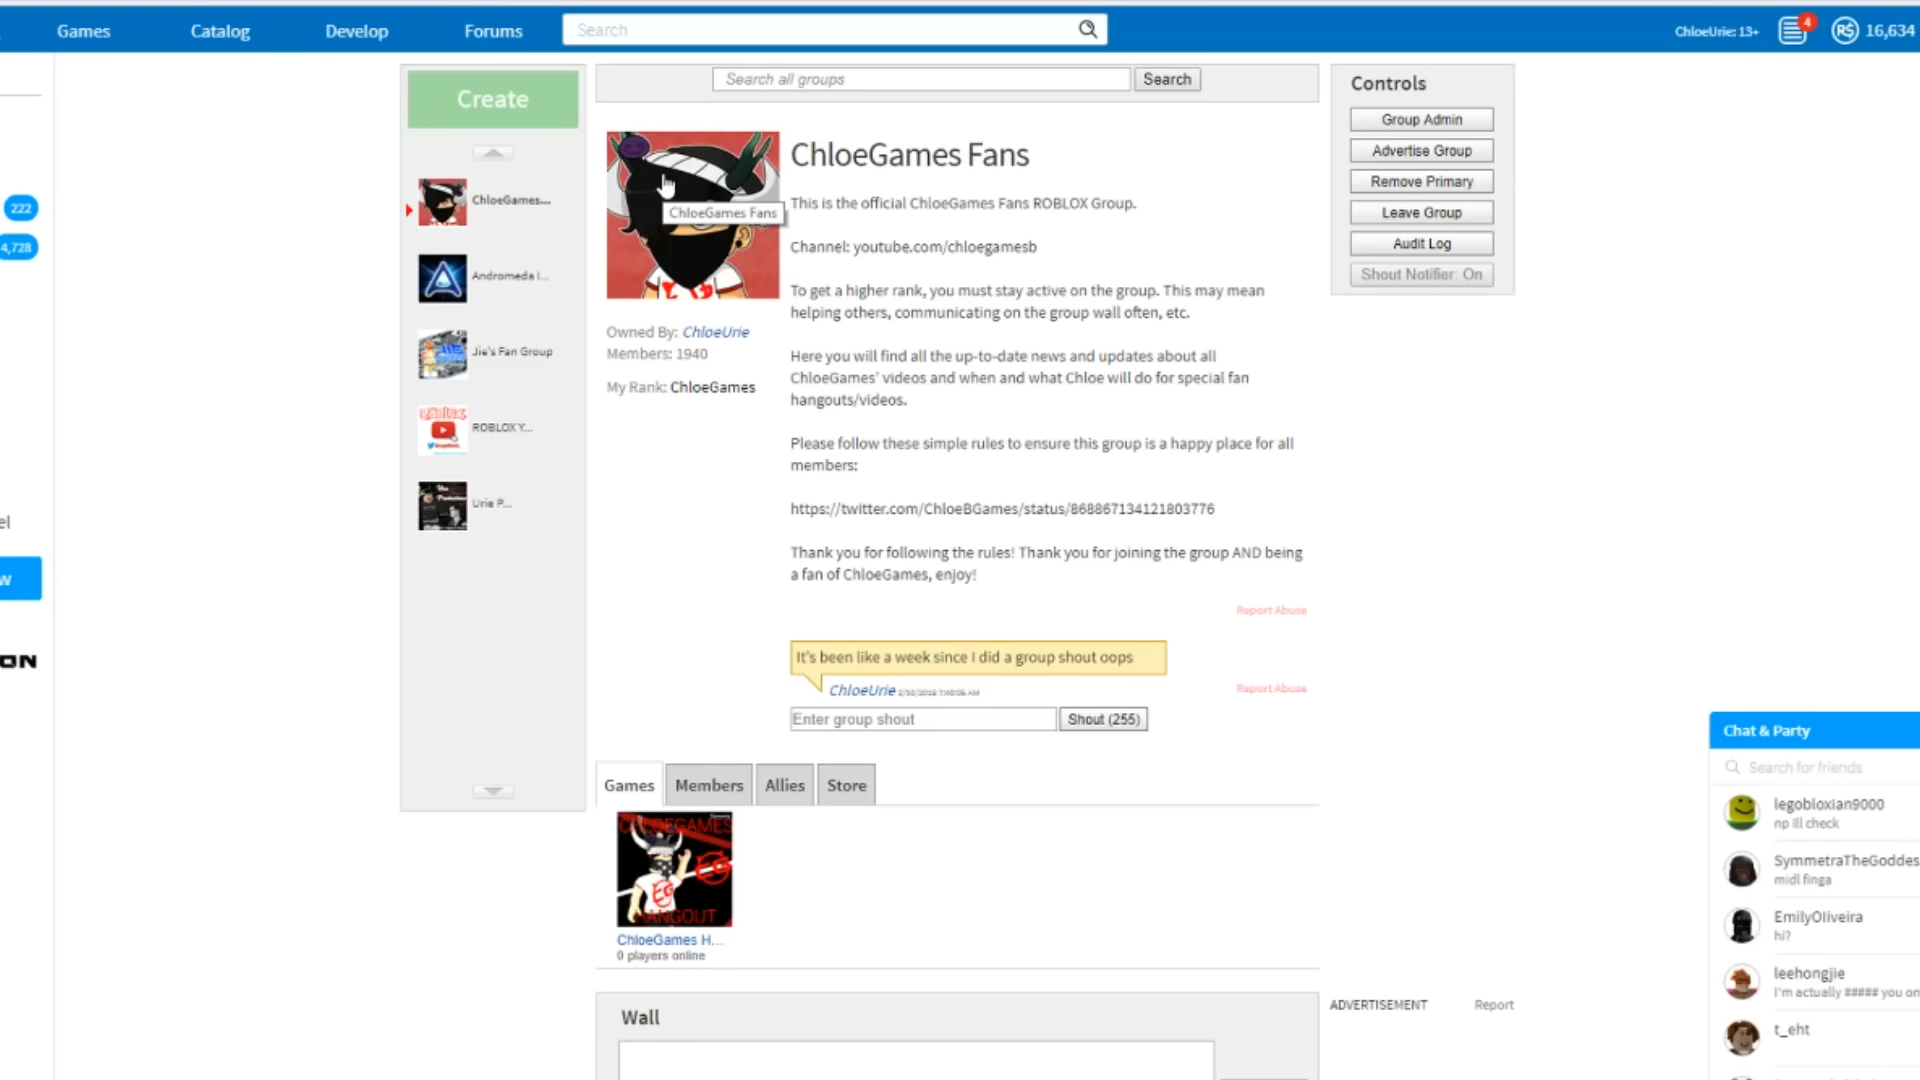 Games
Catalog
Develop
Forums
Search
ChloeUrie: 13+
4
R$ 16,634
222
4,728
el
W
ON
Create
ChloeGames...
Andromeda I...
Jie's Fan Group
ROBLOX Y...
Urie P...
Search all groups
Search
ChloeGames Fans
ChloeGames Fans
This is the official ChloeGames Fans ROBLOX Group.
Channel: youtube.com/chloegamesb
To get a higher rank, you must stay active on the group. This may mean
helping others, communicating on the group wall often, etc.
Here you will find all the up-to-date news and updates about all
ChloeGames' videos and when and what Chloe will do for special fan
hangouts/videos.
Please follow these simple rules to ensure this group is a happy place for all
members:
https://twitter.com/ChloeBGames/status/868867134121803776
Thank you for following the rules! Thank you for joining the group AND being
a fan of ChloeGames, enjoy!
Report Abuse
Owned By: ChloeUrie
Members: 1940
My Rank: ChloeGames
It's been like a week since I did a group shout oops
ChloeUrie
Report Abuse
Enter group shout
Shout (255)
Games
Members
Allies
Store
CHLOEGAMES
HANGOUT
ChloeGames H...
0 players online
Wall
Controls
Group Admin
Advertise Group
Remove Primary
Leave Group
Audit Log
Shout Notifier: On
ADVERTISEMENT
Report
Chat & Party
Search for friends
legobloxian9000
np ill check
SymmetraTheGoddes
midl finga
EmilyOliveira
hi?
leehongjie
I'm actually ##### you on
t_eht